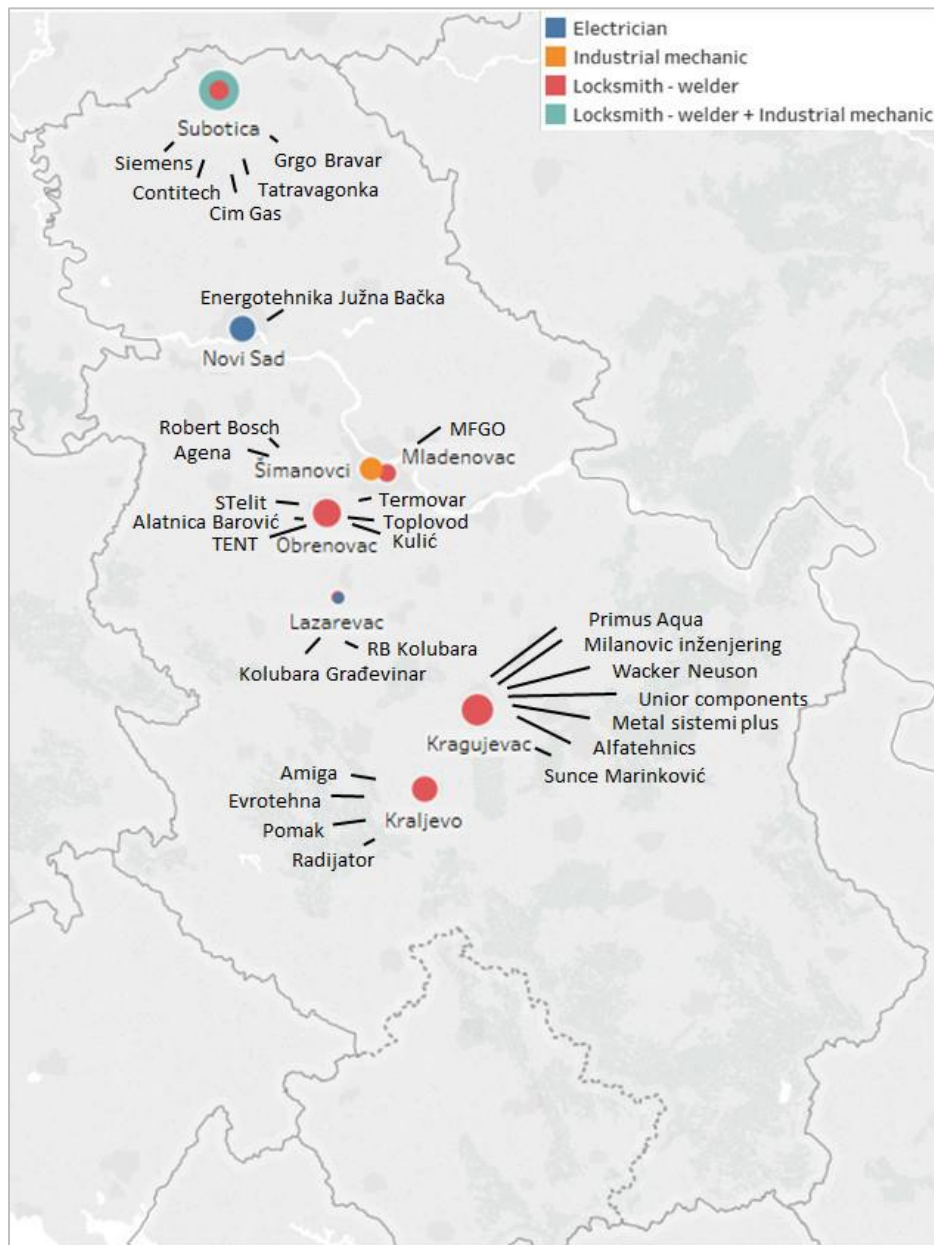 Electrician
Industrial mechanic
Locksmith - welder
Locksmith - welder + Industrial mechanic
Subotica
Siemens
Grgo Bravar
Contitech
Tatravagonka
Cim Gas
Energotehnika Južna Bačka
Novi Sad
Robert Bosch
MFGO
Agena
Šimanovci
Mladenovac
STelit
Termovar
Alatnica Barović
Toplovod
TENT
Obrenovac
Kulić
Lazarevac
RB Kolubara
Kolubara Građevinar
Primus Aqua
Milanovic inženjering
Wacker Neuson
Unior components
Metal sistemi plus
Kragujevac
Alfatehnics
Sunce Marinković
Amiga
Evrotehna
Kraljevo
Pomak
Radijator